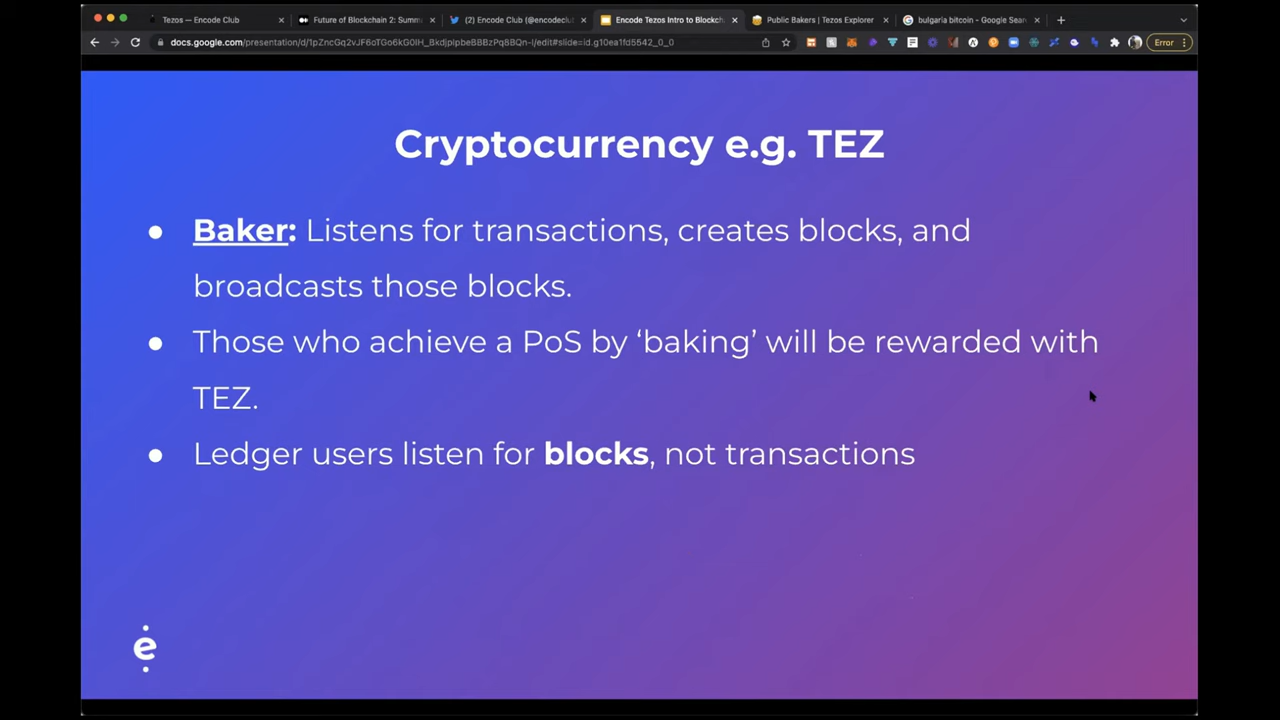 Tezos — Encode Club
Future of Blockchain 2: Summ
(2) Encode Club (@encodeclu
Encode Tezos Intro to Blockch
Public Bakers | Tezos Explorer
bulgaria bitcoin - Google Sear
Error
Cryptocurrency e.g. TEZ
● Baker: Listens for transactions, creates blocks, and
broadcasts those blocks.
● Those who achieve a PoS by ‘baking’ will be rewarded with
TEZ.
● Ledger users listen for blocks, not transactions
e